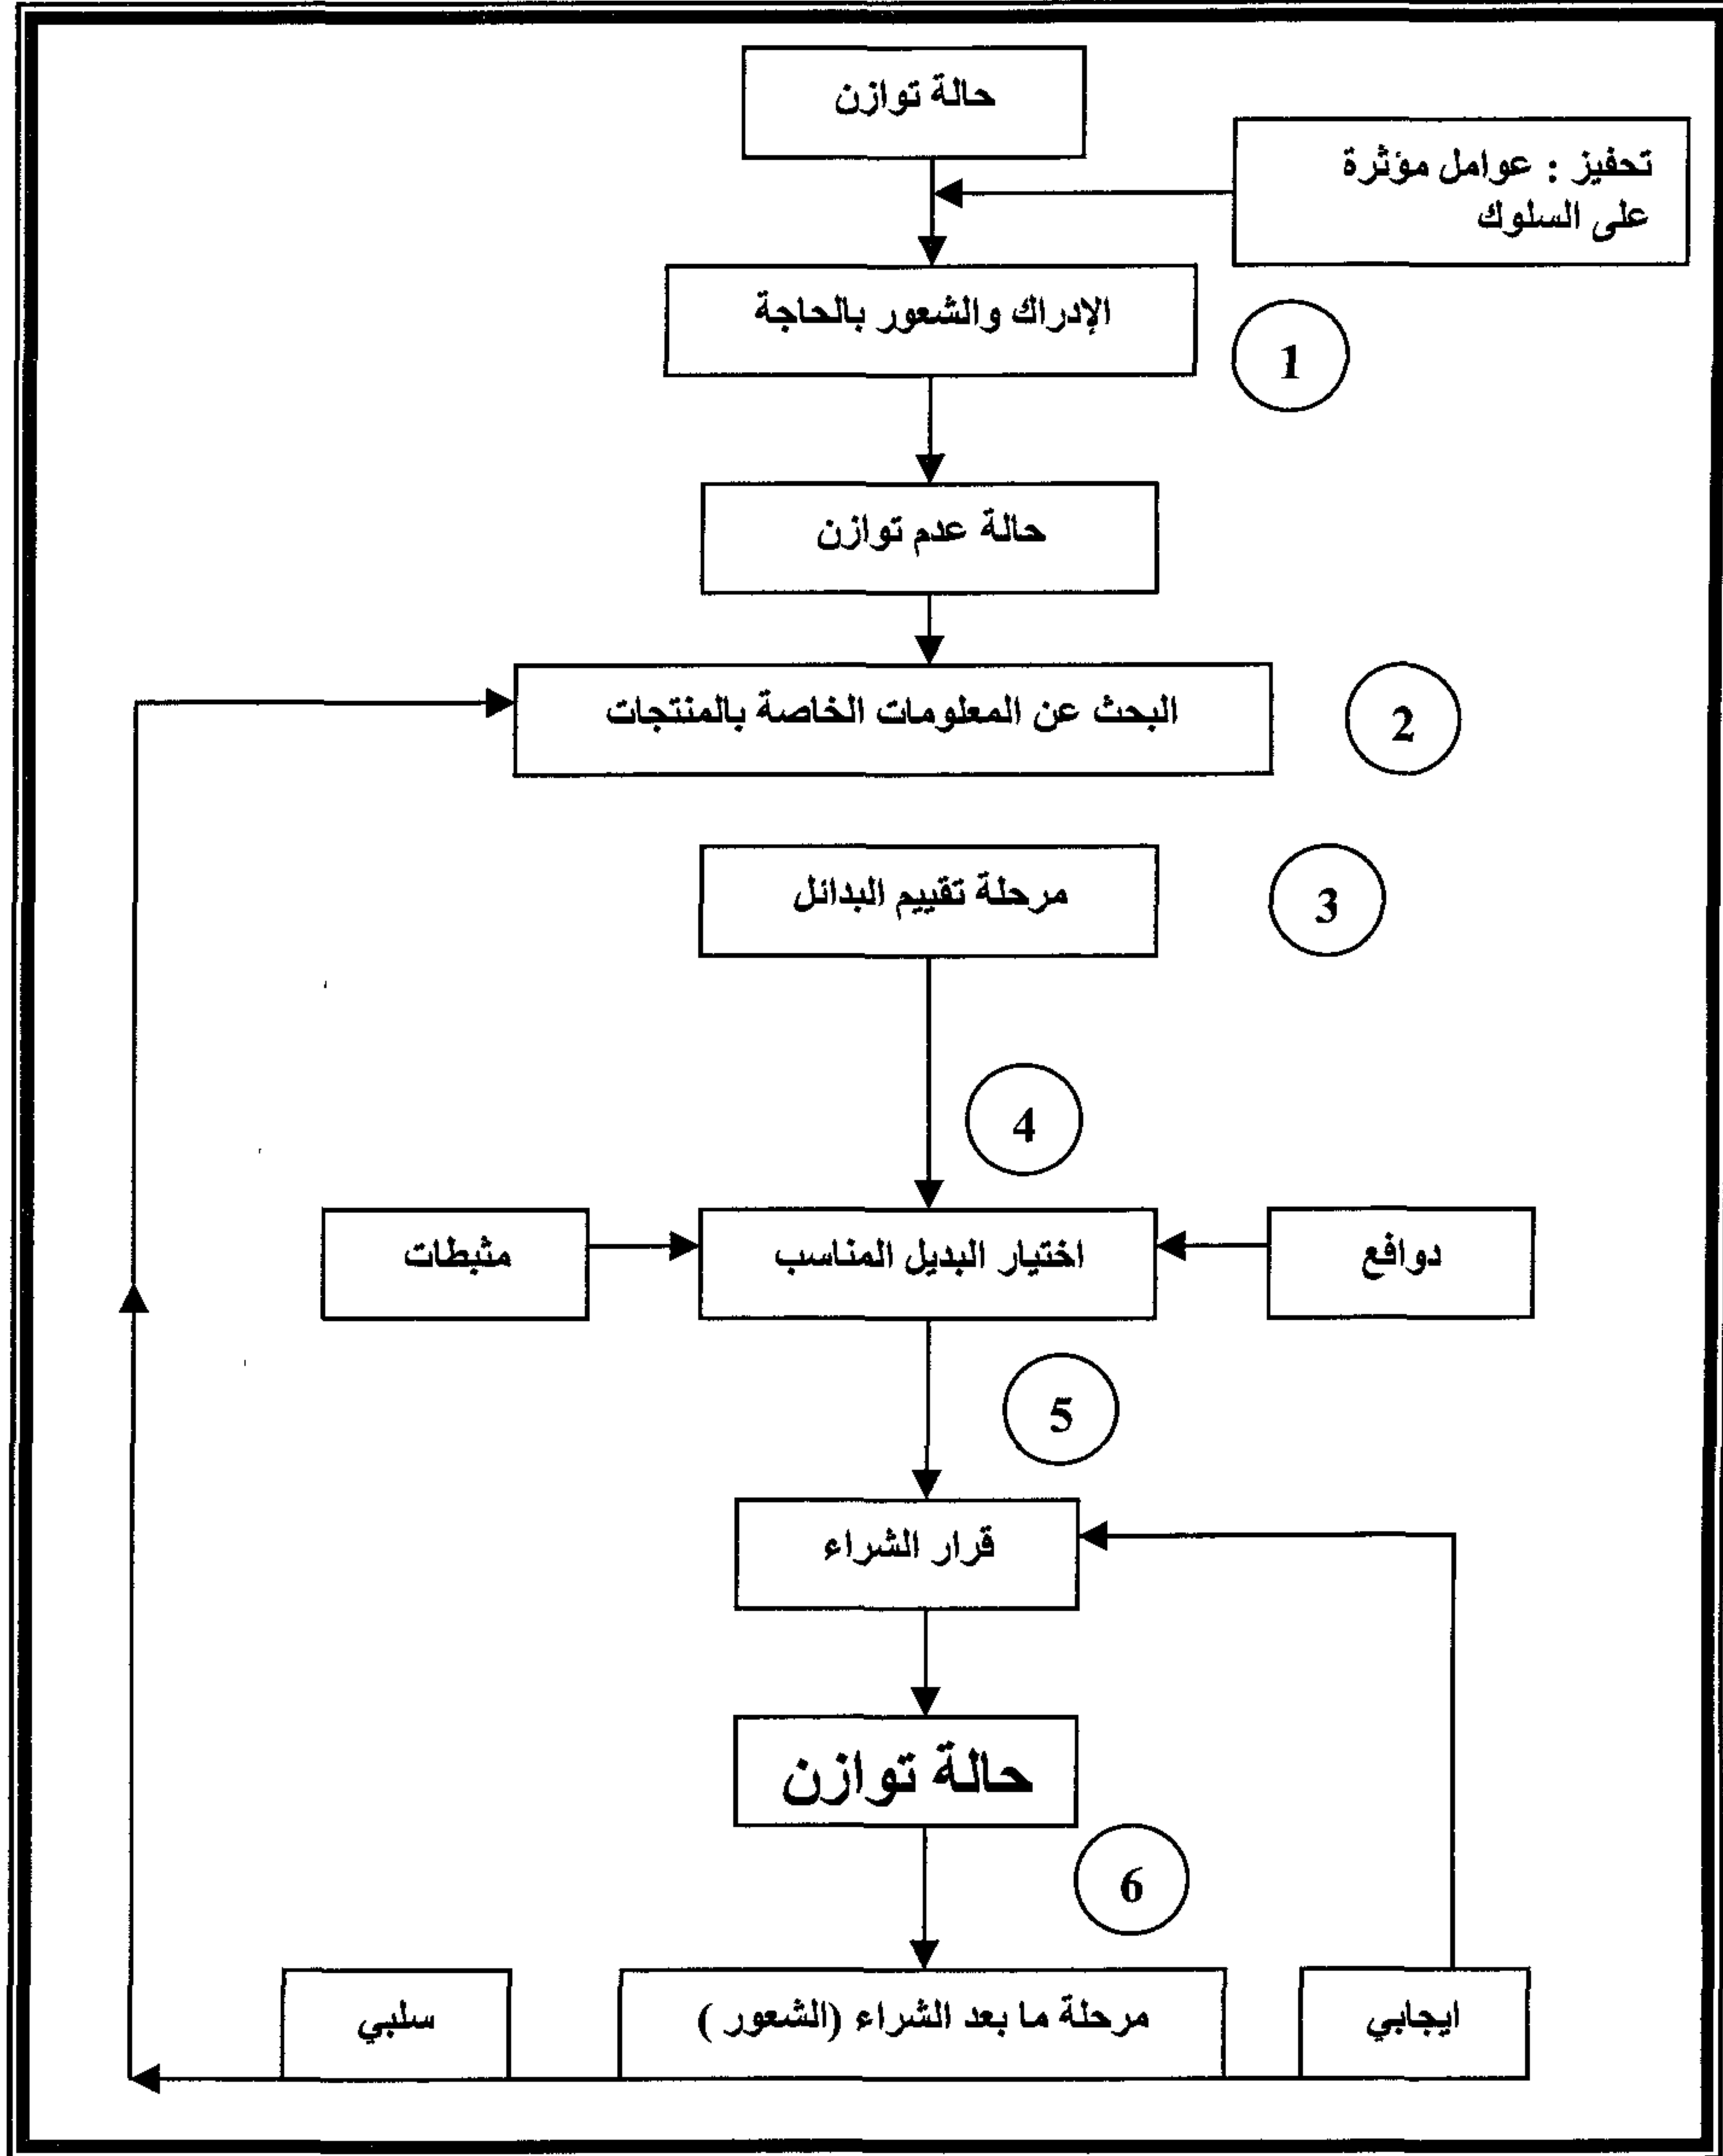 حالة توازن
تحفيز : عوامل مؤثرة
على السلوك
الإدراك والشعور بالحاجة
1
حالة عدم توازن
البحث عن المعلومات الخاصة بالمنتجات
2
مرحلة تقييم البدائل
3
4
دوافع
اختيار البديل المناسب
مثبطات
5
قرار الشراء
حالة توازن
6
ايجابي
مرحلة ما بعد الشراء (الشعور )
سلبي